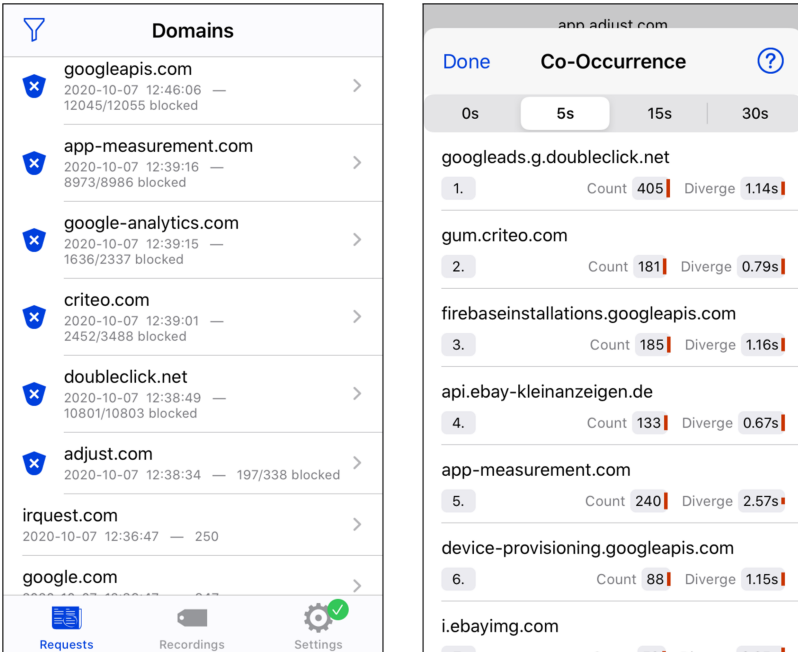 Domains
googleapis.com
2020-10-07 12:46:06 —
12045/12055 blocked
app-measurement.com
2020-10-07 12:39:16 —
8973/8986 blocked
google-analytics.com
2020-10-07 12:39:15 —
1636/2337 blocked
criteo.com
2020-10-07 12:39:01 —
2452/3488 blocked
doubleclick.net
2020-10-07 12:38:49 —
10801/10803 blocked
adjust.com
2020-10-07 12:38:34 — 197/338 blocked
irquest.com
2020-10-07 12:36:47 — 250
google.com
Requests
Recordings
Settings
app.adjust.com
Done
Co-Occurrence
?
0s
5s
15s
30s
googleads.g.doubleclick.net
1. Count 405 Diverge 1.14s
gum.criteo.com
2. Count 181 Diverge 0.79s
firebaseinstallations.googleapis.com
3. Count 185 Diverge 1.16s
api.ebay-kleinanzeigen.de
4. Count 133 Diverge 0.67s
app-measurement.com
5. Count 240 Diverge 2.57s
device-provisioning.googleapis.com
6. Count 88 Diverge 1.15s
i.ebayimg.com